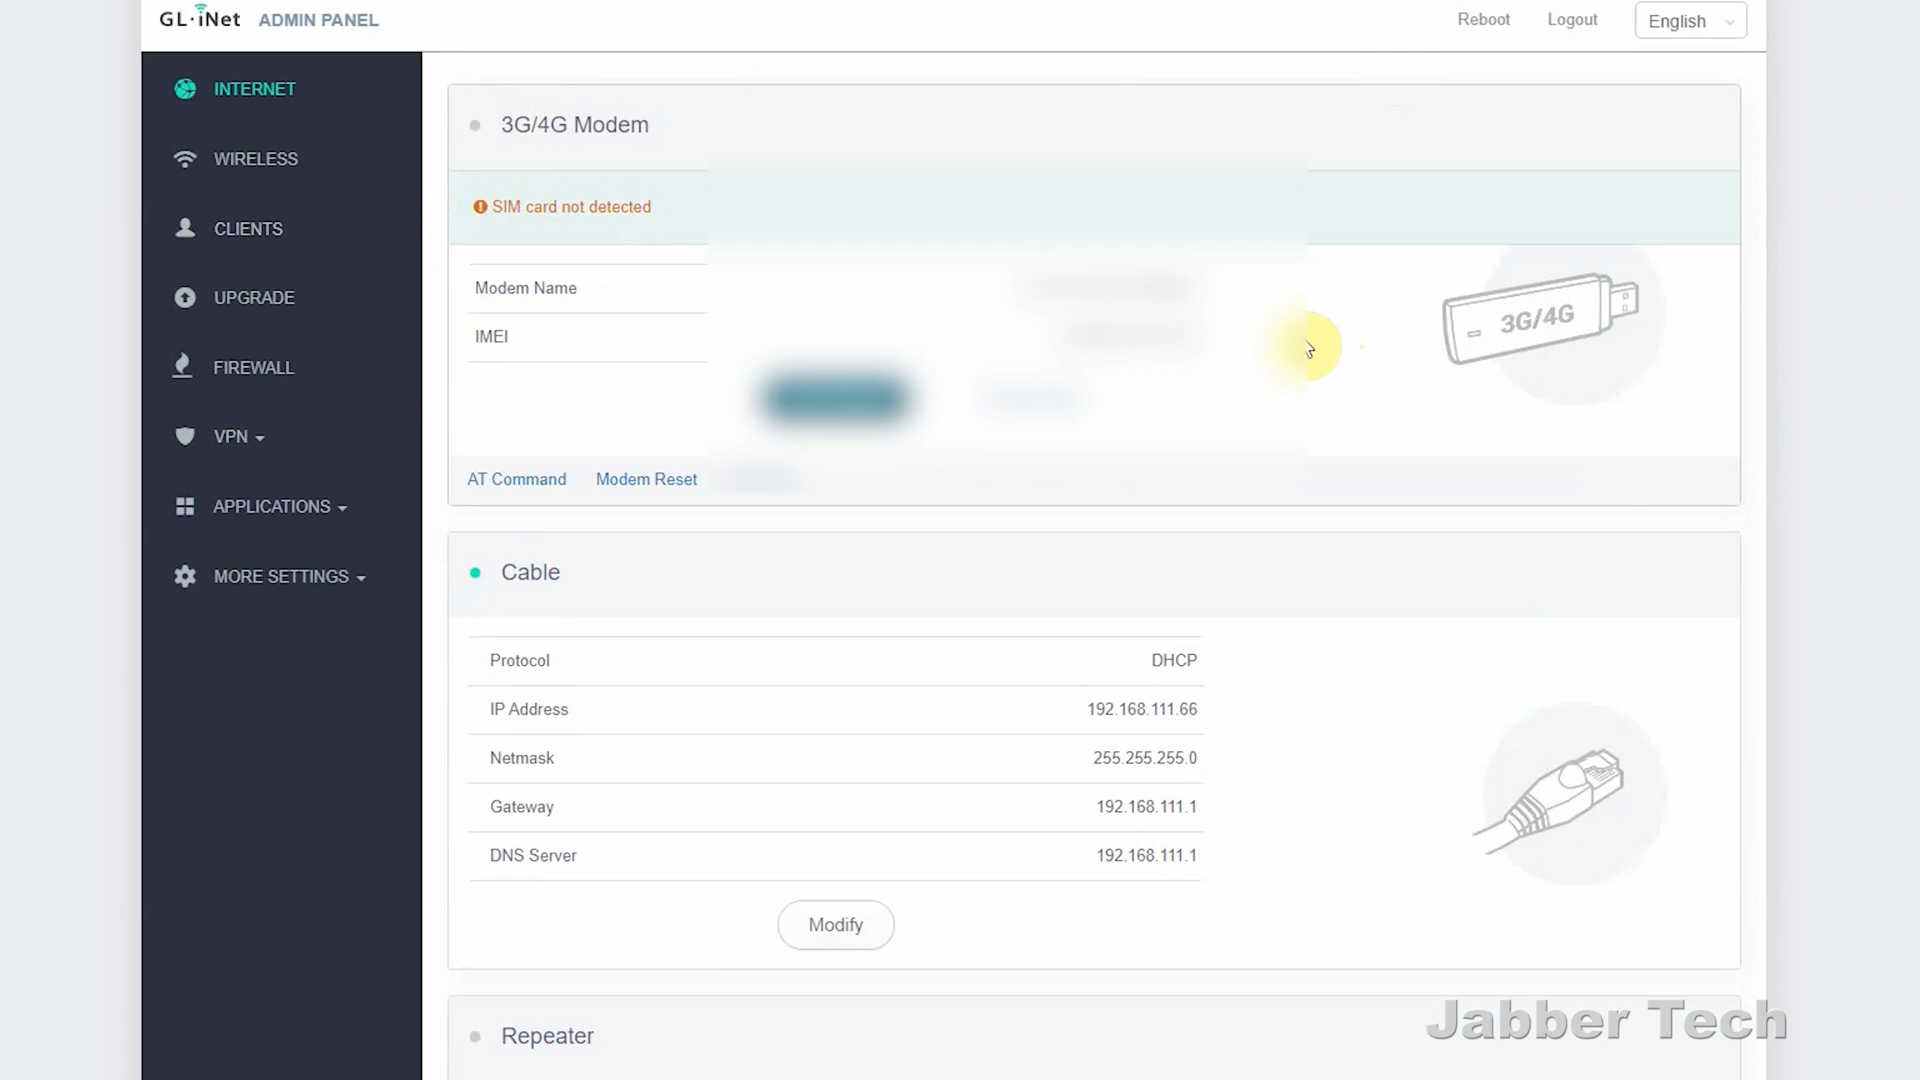 GL·iNet ADMIN PANEL
Reboot
Logout
English
INTERNET
WIRELESS
CLIENTS
UPGRADE
FIREWALL
VPN
APPLICATIONS
MORE SETTINGS
3G/4G Modem
SIM card not detected
Modem Name
IMEI
3G/4G
AT Command
Modem Reset
Cable
Protocol DHCP
IP Address 192.168.111.66
Netmask 255.255.255.0
Gateway 192.168.111.1
DNS Server 192.168.111.1
Modify
Repeater
Jabber Tech